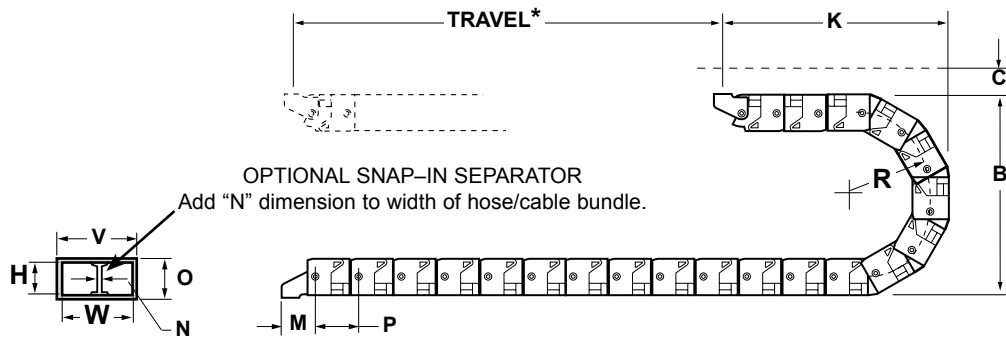 TRAVEL*
K
C
B
R
OPTIONAL SNAP–IN SEPARATOR
Add “N” dimension to width of hose/cable bundle.
V
H
O
W
N
M
P